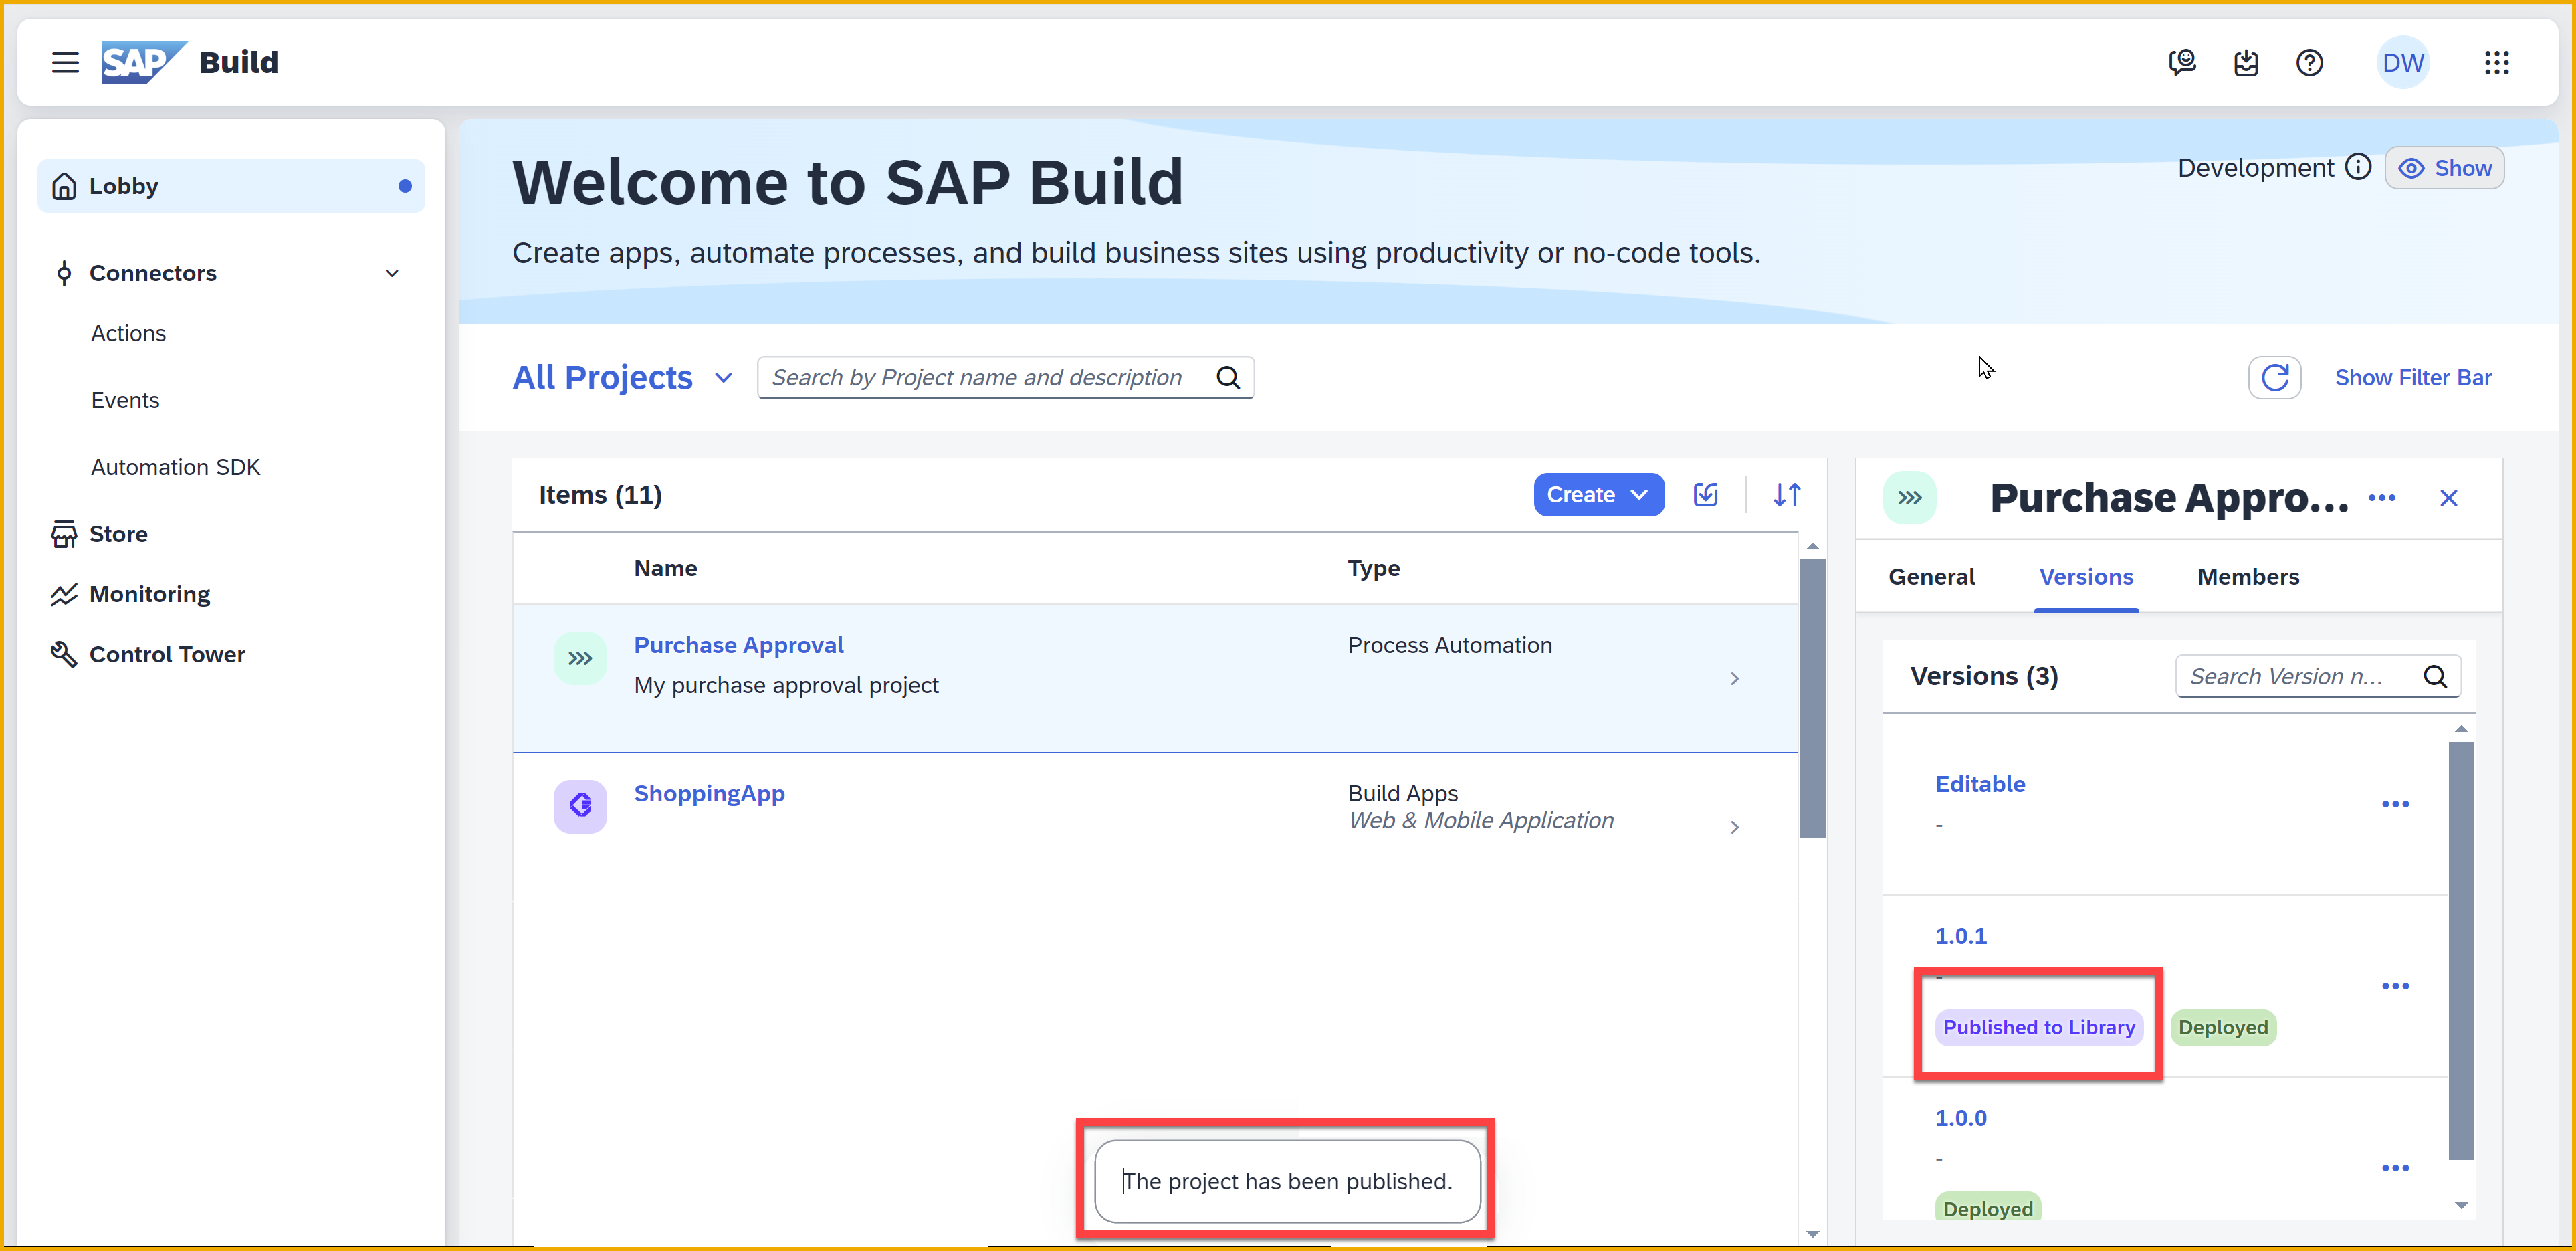 SAP Build
DW
Lobby
Connectors
Actions
Events
Automation SDK
Store
Monitoring
Control Tower
Welcome to SAP Build
Development
Show
Create apps, automate processes, and build business sites using productivity or no-code tools.
All Projects
Search by Project name and description
Show Filter Bar
Items (11)
Create
Name
Type
Purchase Approval
Process Automation
My purchase approval project
ShoppingApp
Build Apps
Web & Mobile Application
The project has been published.
Purchase Appro...
General
Versions
Members
Versions (3)
Search Version n...
Editable
-
1.0.1
-
Published to Library
Deployed
1.0.0
-
Deployed